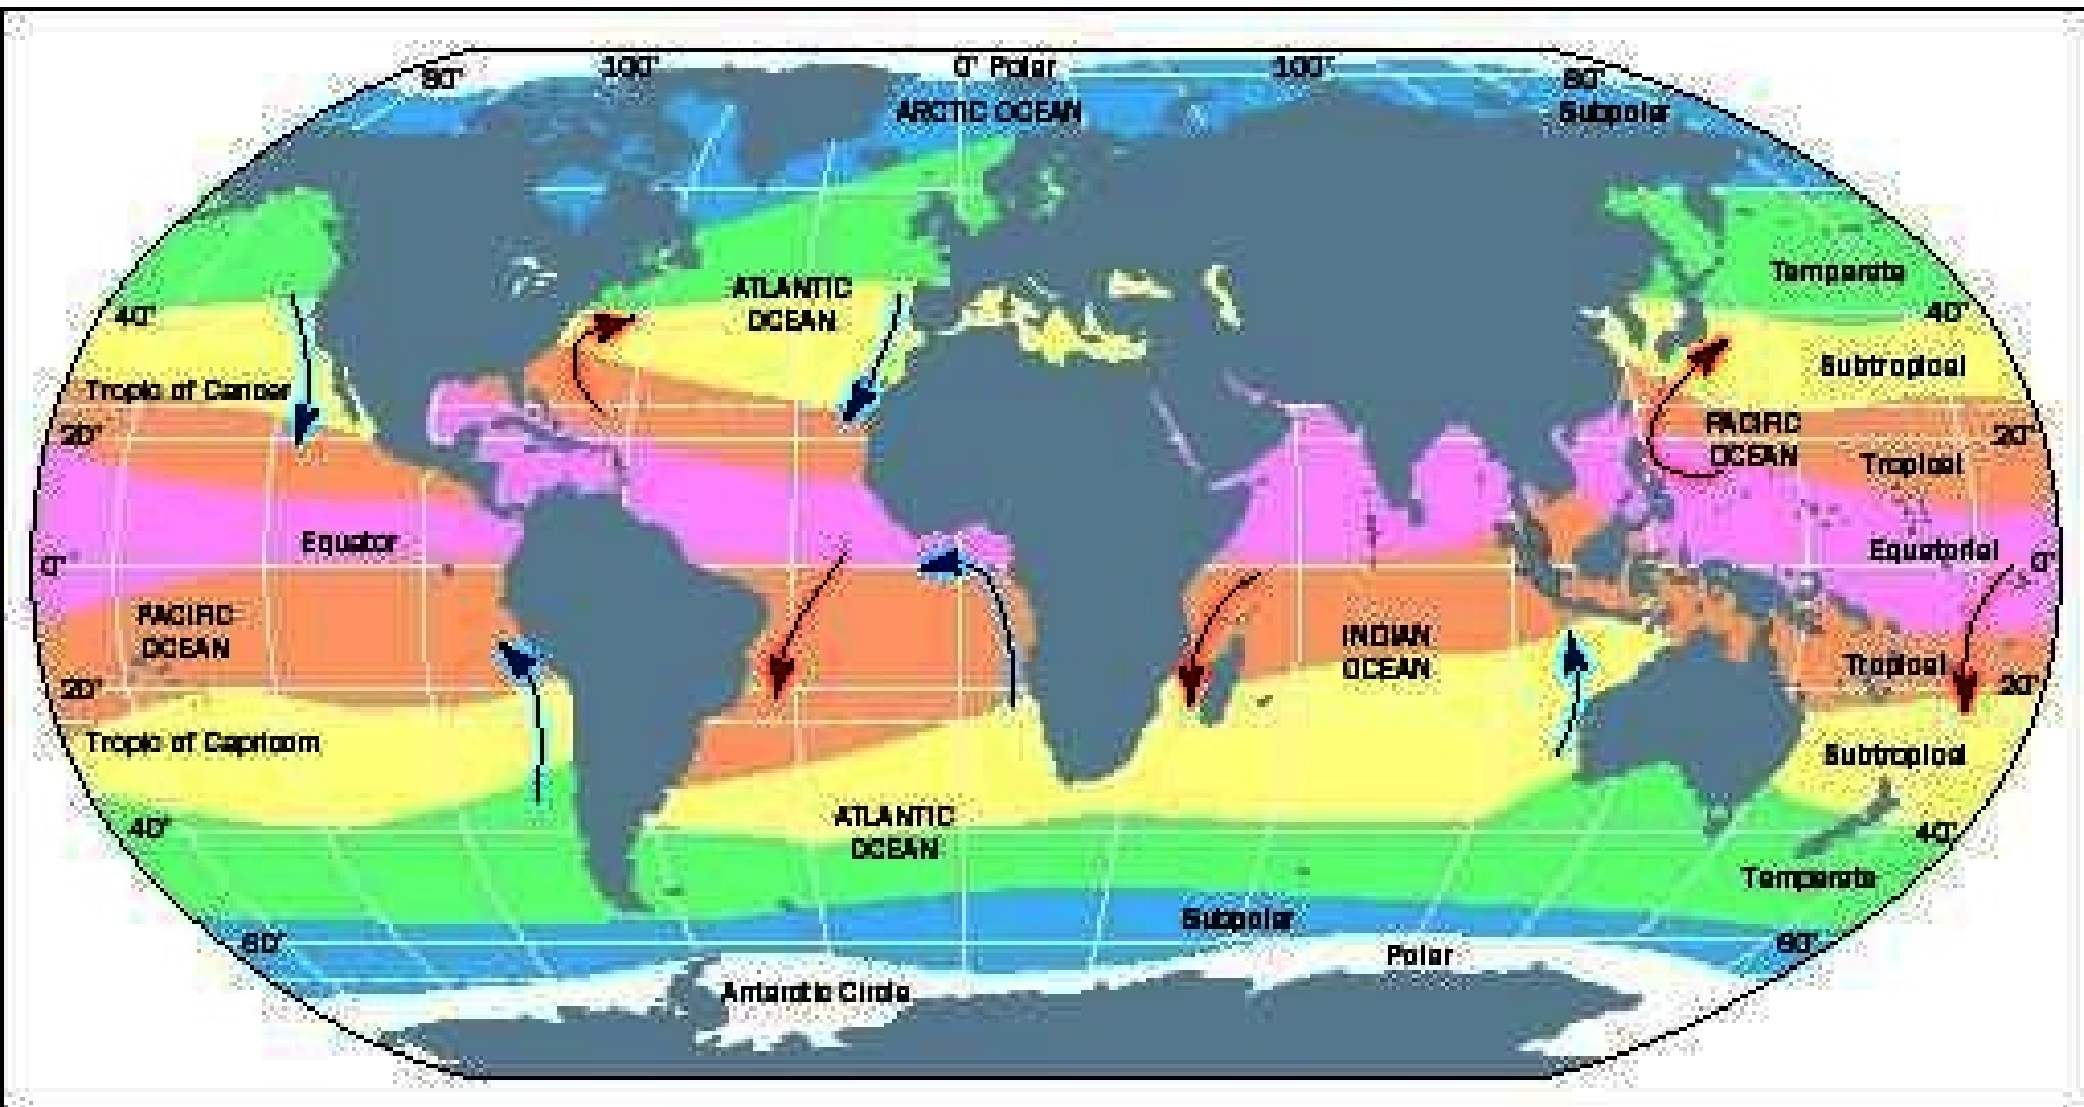 80° 100° 0° Polar 100° 80°
ARCTIC OCEAN Subpolar
Temperate
ATLANTIC
OCEAN
40° 40°
Subtropical
Tropic of Cancer
PACIFIC
OCEAN
20° 20°
Tropical
Equator Equatorial
0° 0°
PACIFIC
OCEAN
INDIAN
OCEAN
Tropical
20° 20°
Tropic of Capricorn Subtropical
ATLANTIC
OCEAN
40° 40°
Temperate
Subpolar
60° 60°
Polar
Antarctic Circle